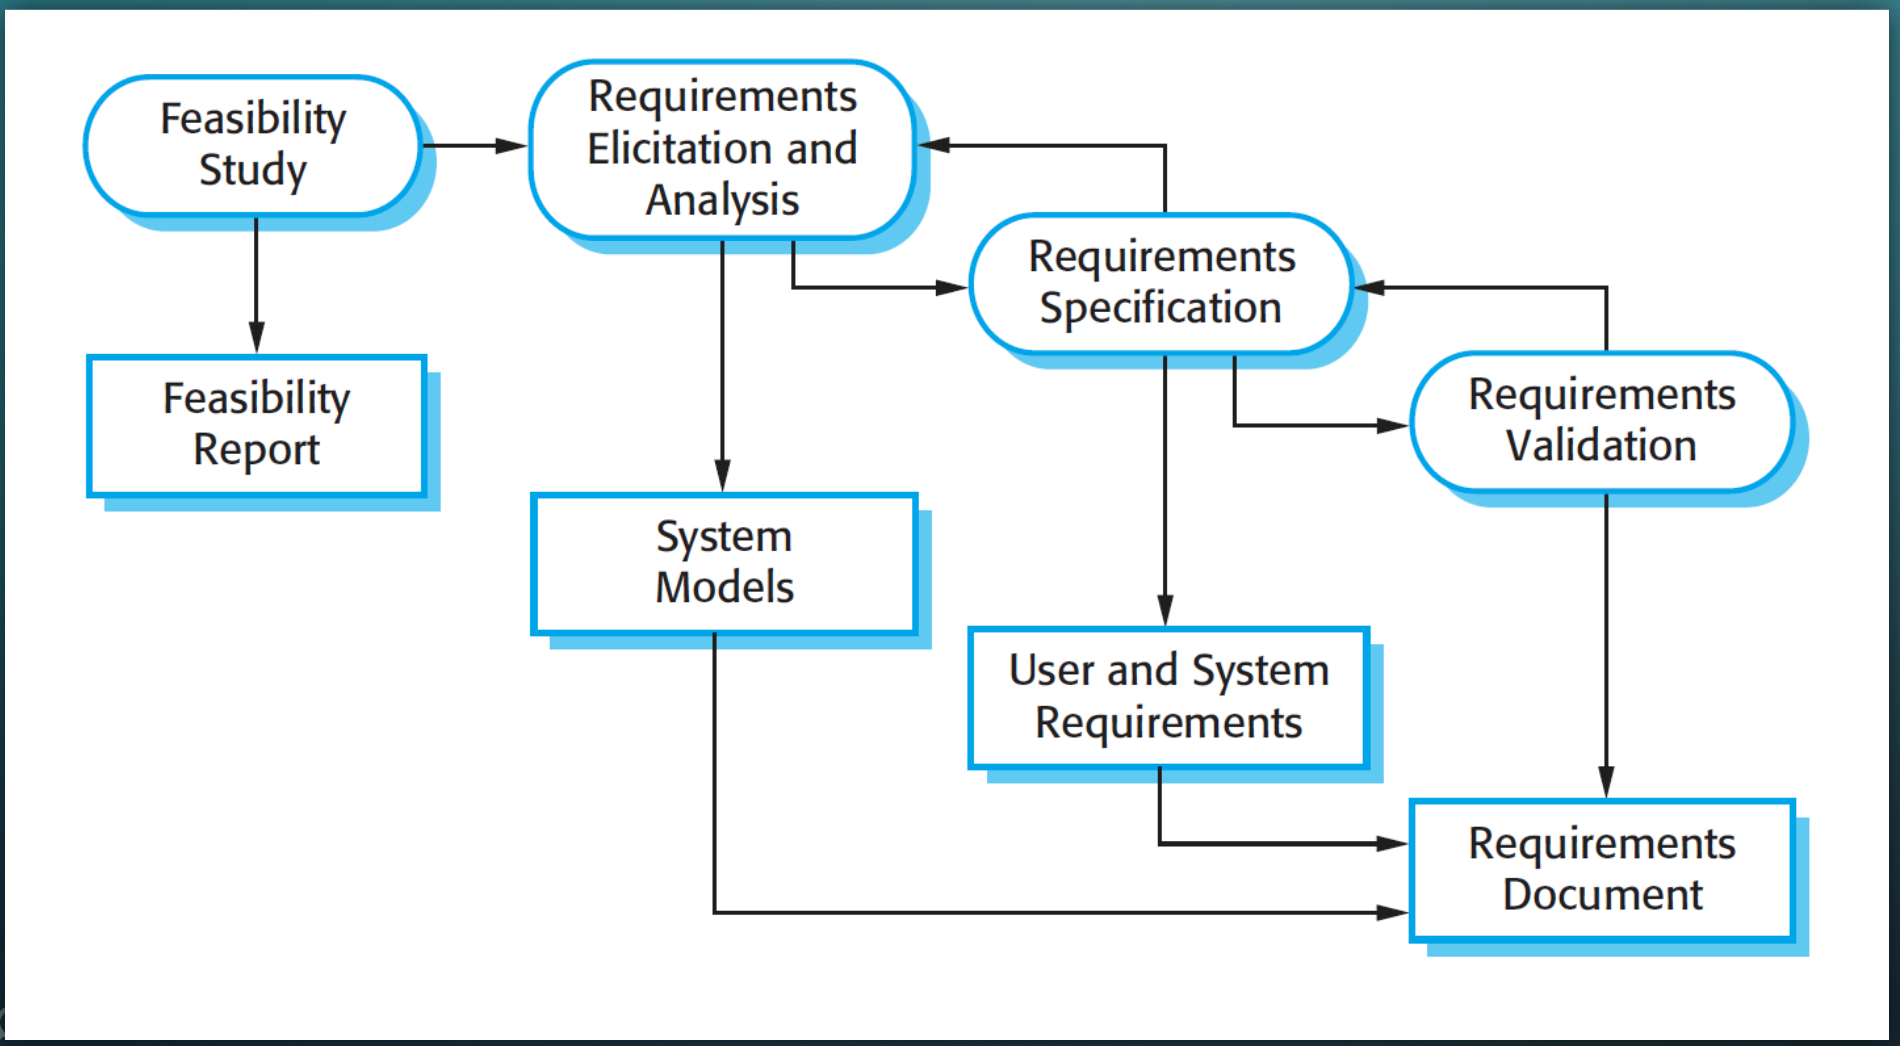 Feasibility
Study
Requirements
Elicitation and
Analysis
Requirements
Specification
Requirements
Validation
Feasibility
Report
System
Models
User and System
Requirements
Requirements
Document